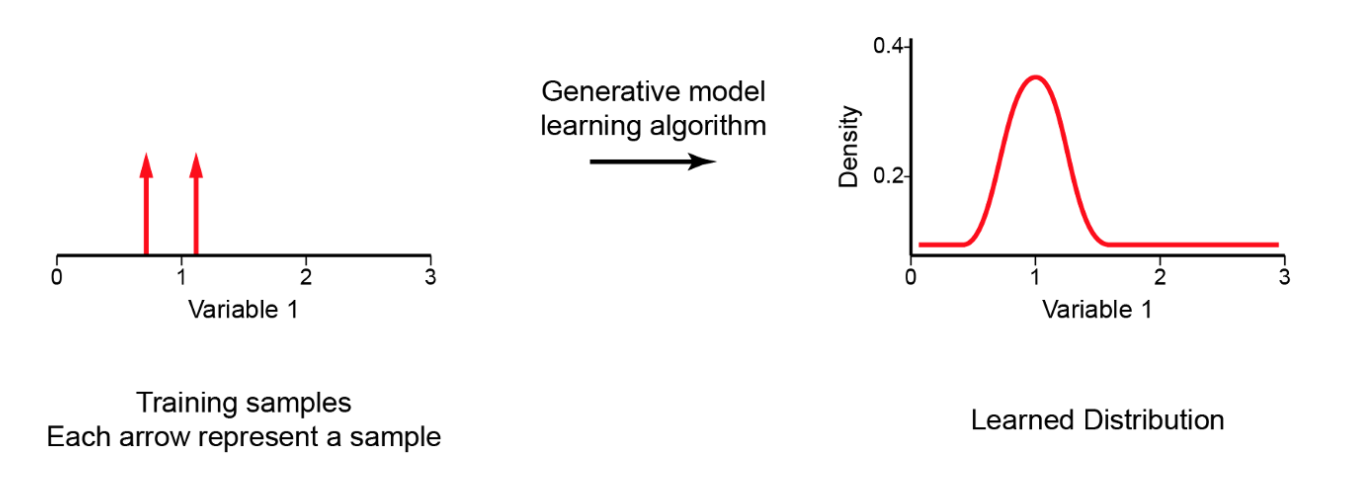 0
1
2
3
Variable 1
Training samples
Each arrow represent a sample
Generative model
learning algorithm
0.4
0.2
Density
0
1
2
3
Variable 1
Learned Distribution